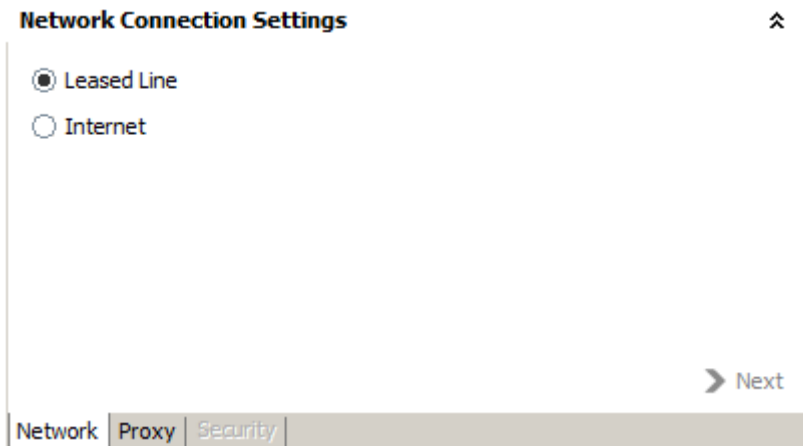 Network Connection Settings
Leased Line
Internet
Next
Network Proxy Security